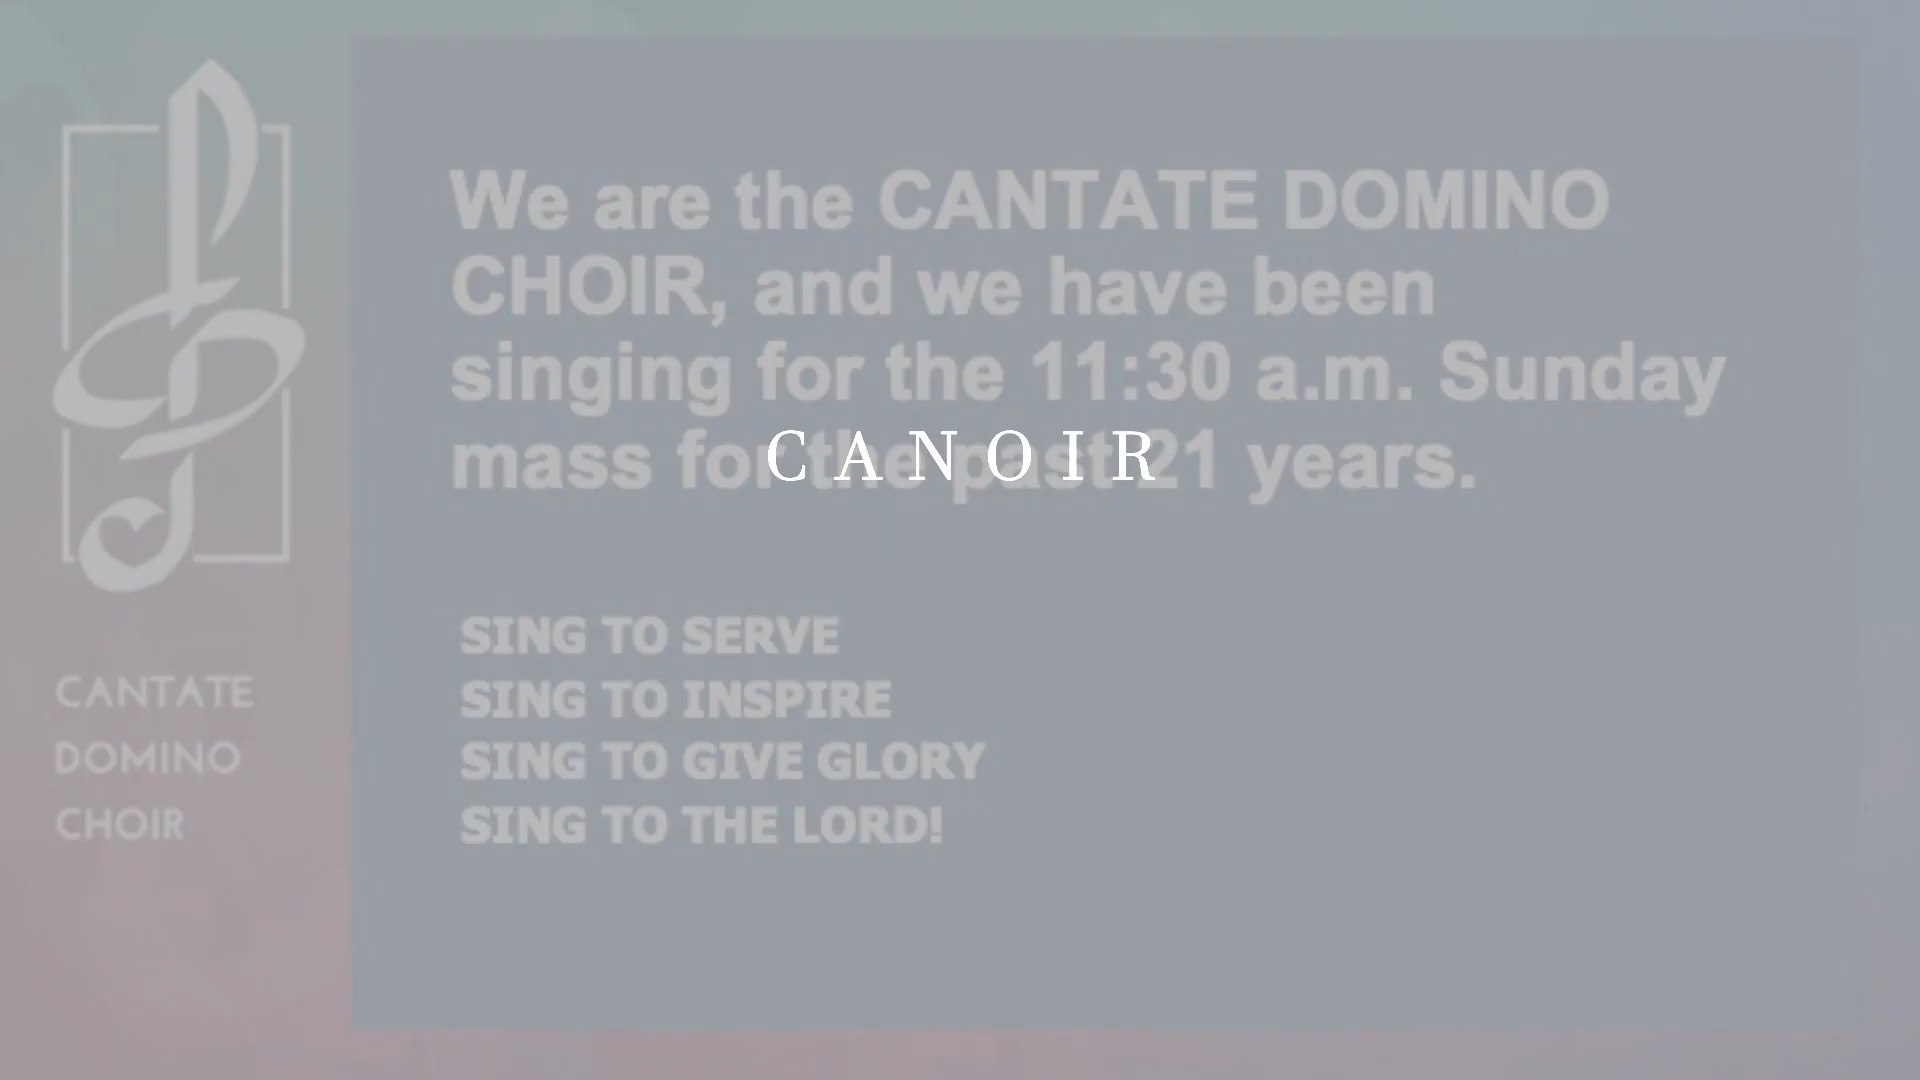 We are the CANTATE DOMINO
CHOIR, and we have been
singing for the 11:30 a.m. Sunday
mass for the past 21 years.
CANOIR
SING TO SERVE
SING TO INSPIRE
SING TO GIVE GLORY
SING TO THE LORD!
CANTATE
DOMINO
CHOIR